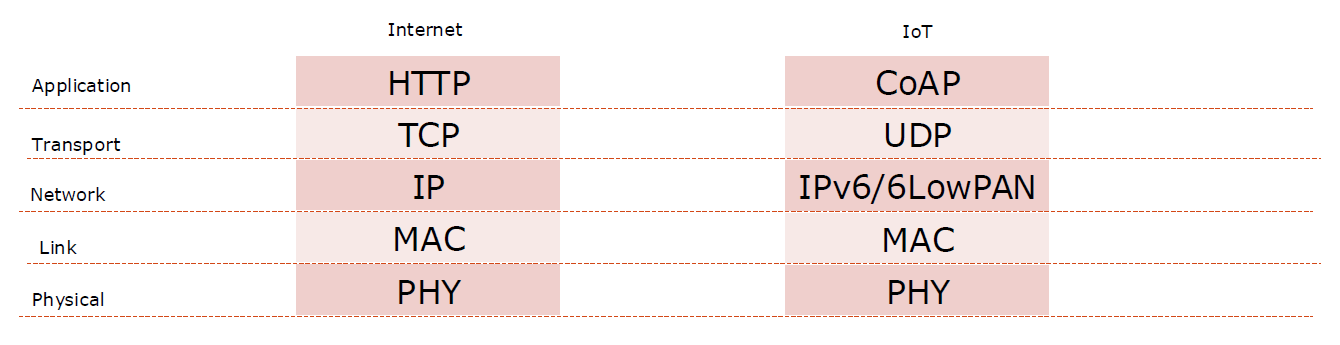 Internet IoT
Application HTTP CoAP
Transport TCP UDP
Network IP IPv6/6LowPAN
Link MAC MAC
Physical PHY PHY